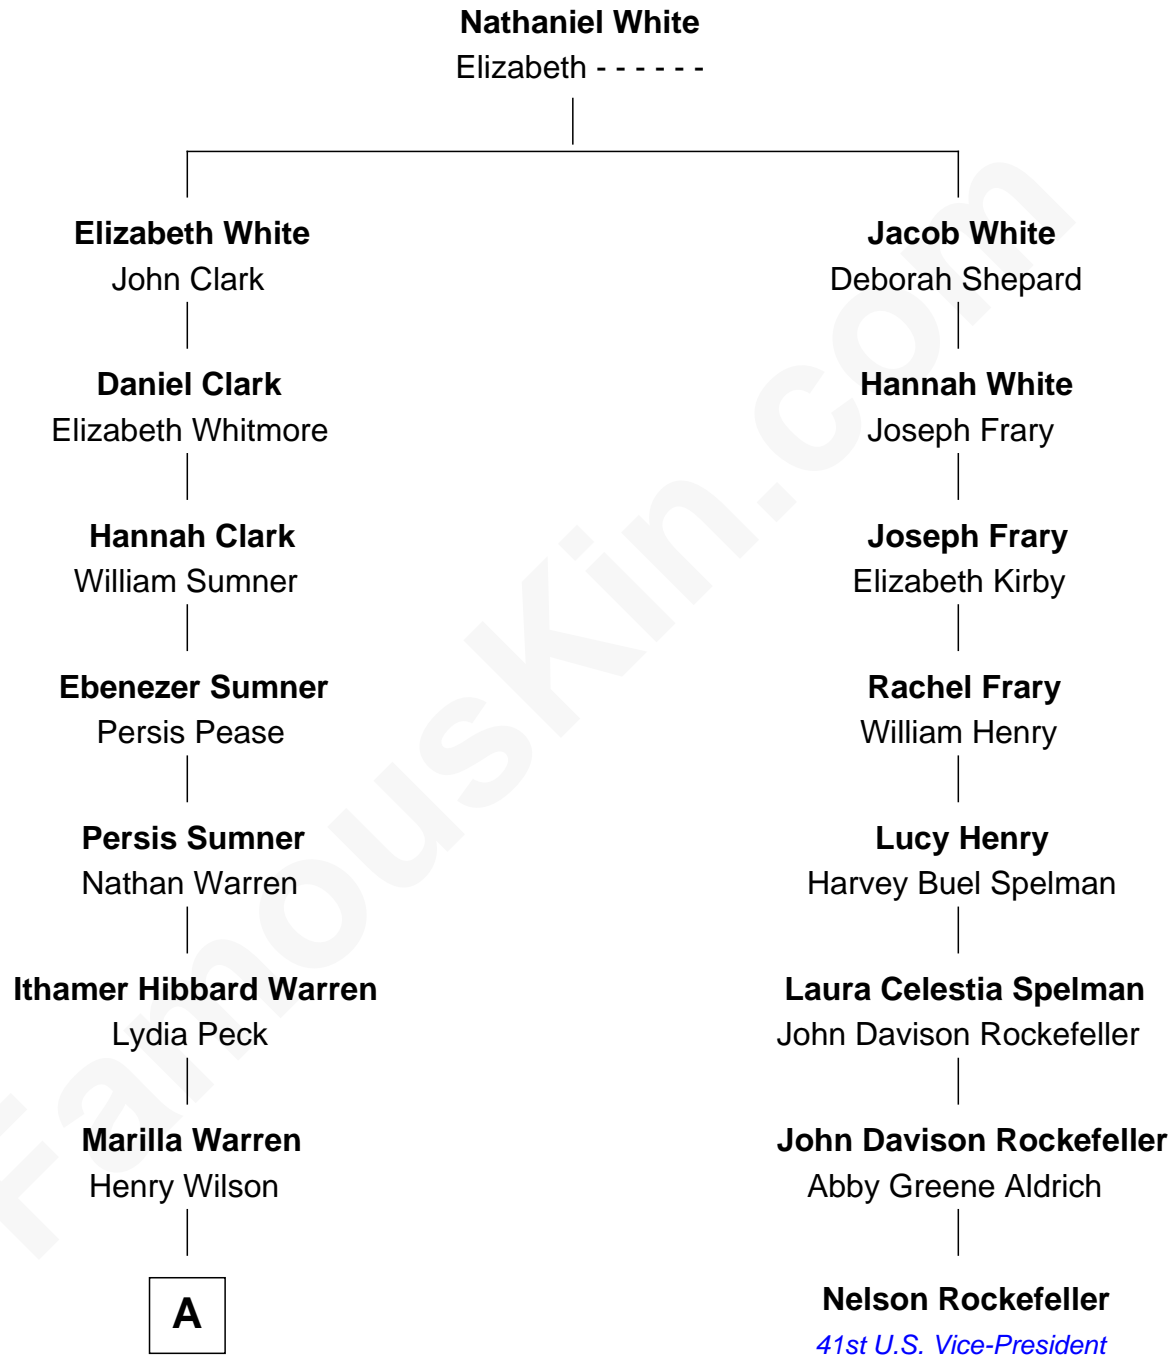 Nathaniel White
Elizabeth - - - - - -
Elizabeth White
John Clark
Daniel Clark
Elizabeth Whitmore
Hannah Clark
William Sumner
Ebenezer Sumner
Persis Pease
Persis Sumner
Nathan Warren
Ithamer Hibbard Warren
Lydia Peck
Marilla Warren
Henry Wilson
A
Jacob White
Deborah Shepard
Hannah White
Joseph Frary
Joseph Frary
Elizabeth Kirby
Rachel Frary
William Henry
Lucy Henry
Harvey Buel Spelman
Laura Celestia Spelman
John Davison Rockefeller
John Davison Rockefeller
Abby Greene Aldrich
Nelson Rockefeller
41st U.S. Vice-President
FamousKin.com